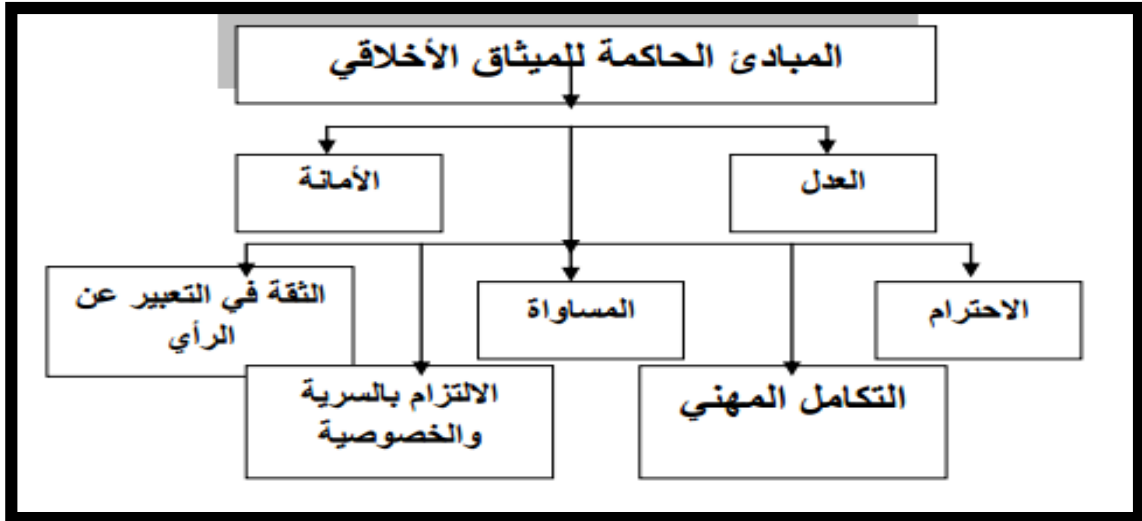 المبادئ الحاكمة للميثاق الأخلاقي
العدل
الأمانة
الاحترام
المساواة
الثقة في التعبير عن
الرأي
التكامل المهني
الالتزام بالسرية
والخصوصية